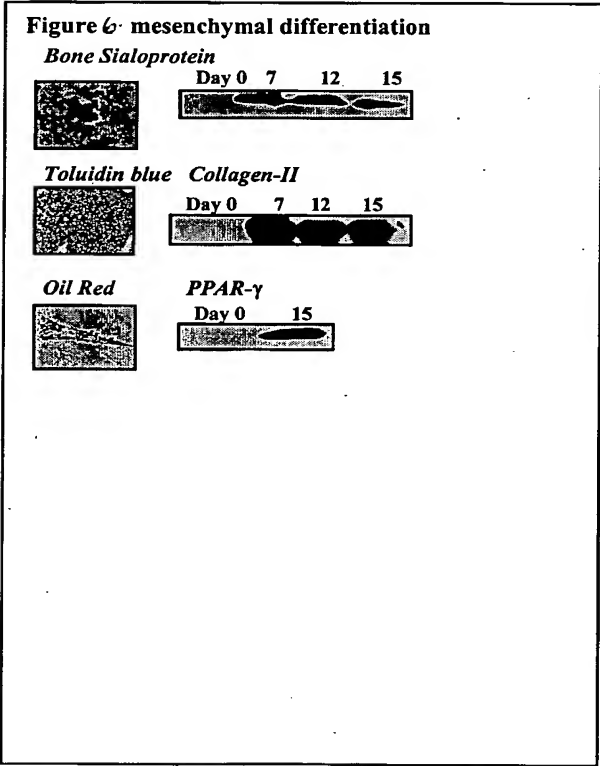 Figure 6. mesenchymal differentiation
Bone Sialoprotein
Day 0 7 12 15
Toluidin blue Collagen-II
Day 0 7 12 15
Oil Red PPAR-γ
Day 0 15